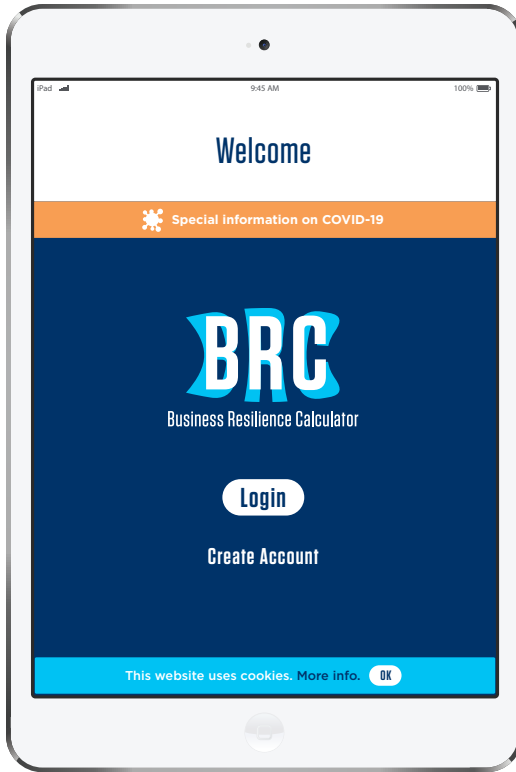 iPad 9:45 AM 100%
Welcome
Special information on COVID-19
BRC
Business Resilience Calculator
Login
Create Account
This website uses cookies. More info. OK